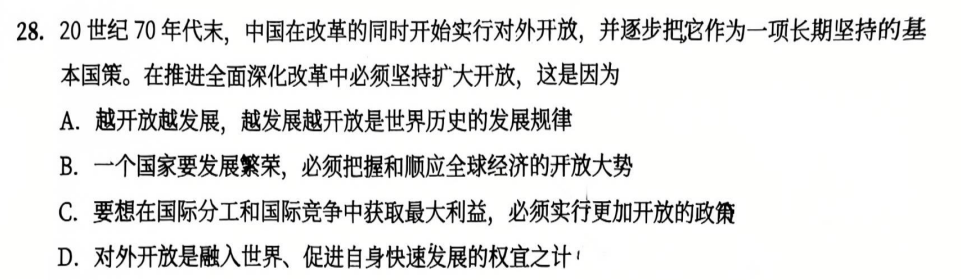 28. 20世纪70年代末，中国在改革的同时开始实行对外开放，并逐步把它作为一项长期坚持的基
本国策。在推进全面深化改革中必须坚持扩大开放，这是因为
A. 越开放越发展，越发展越开放是世界历史的发展规律
B. 一个国家要发展繁荣，必须把握和顺应全球经济的开放大势
C. 要想在国际分工和国际竞争中获取最大利益，必须实行更加开放的政策
D. 对外开放是融入世界、促进自身快速发展的权宜之计